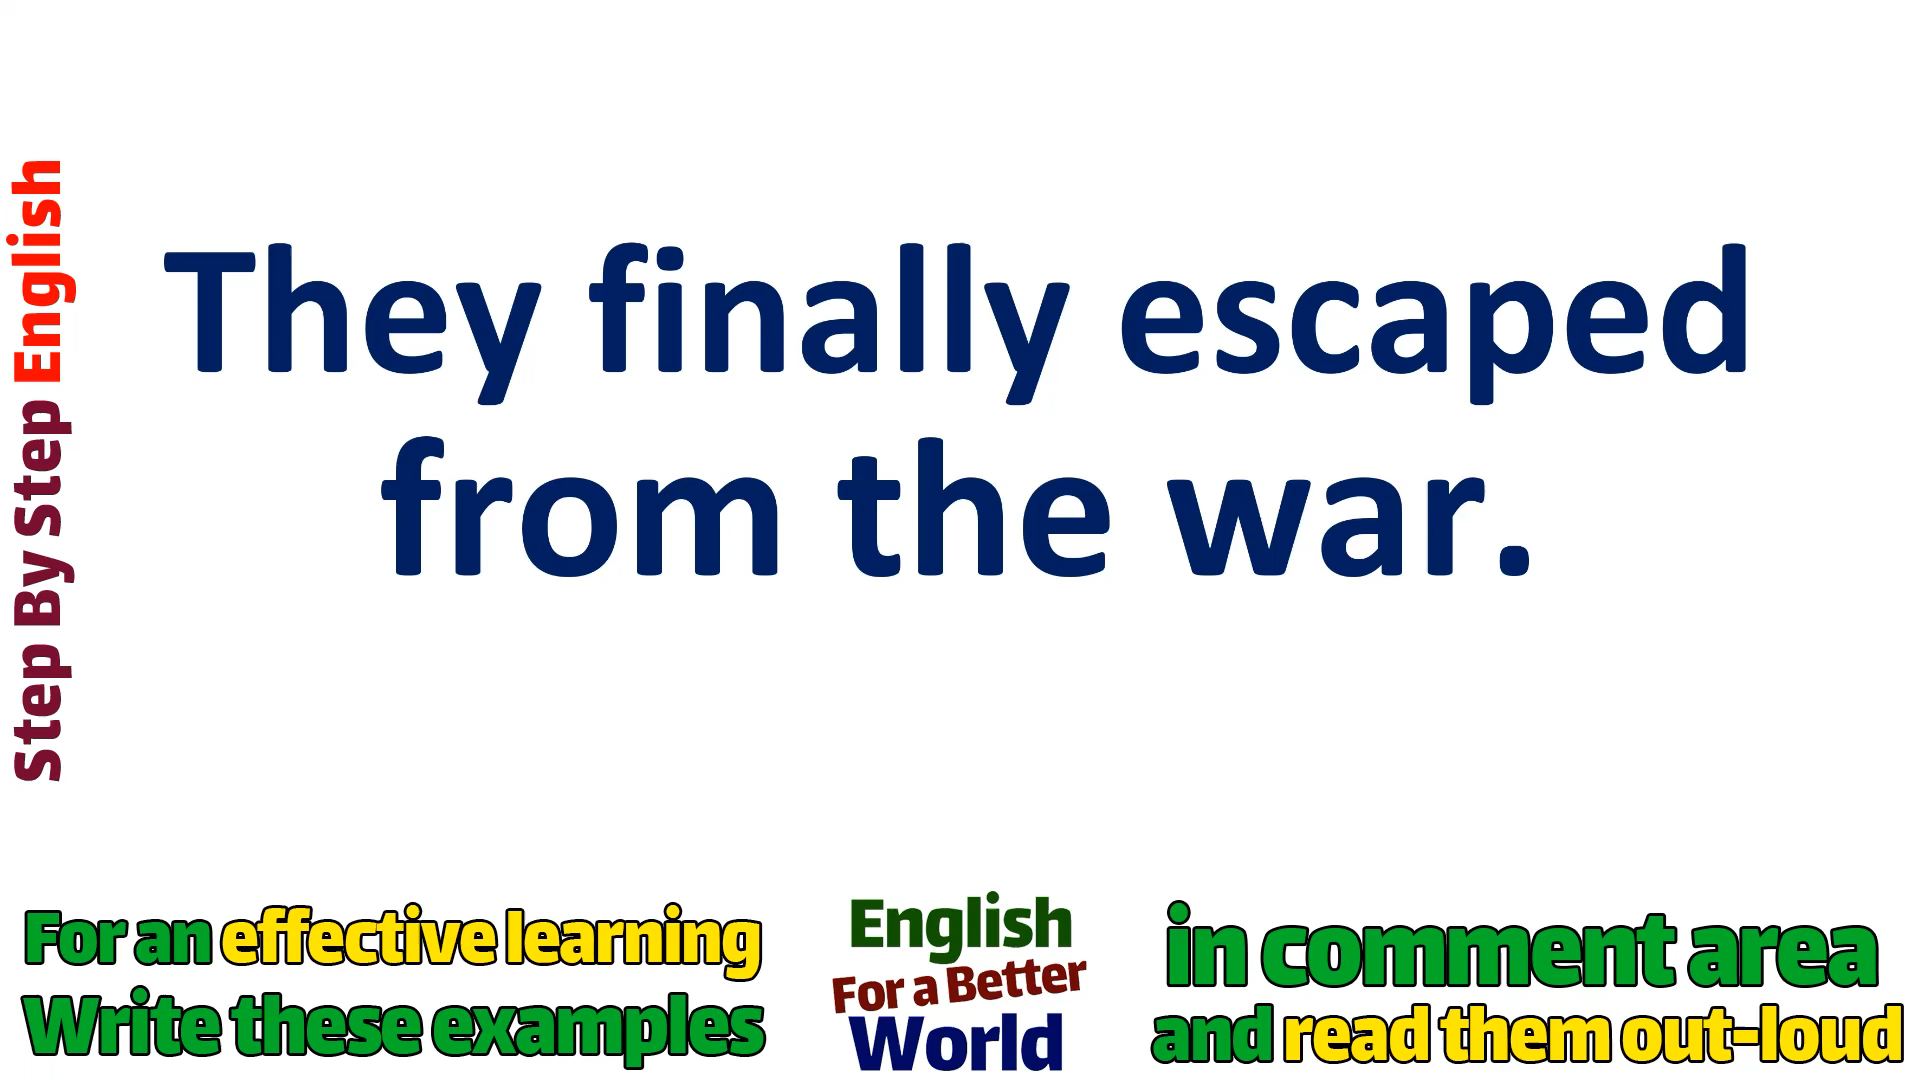 Step By Step English
They finally escaped
from the war.
For an effective learning
Write these examples
English
For a Better
World
in comment area
and read them out-loud